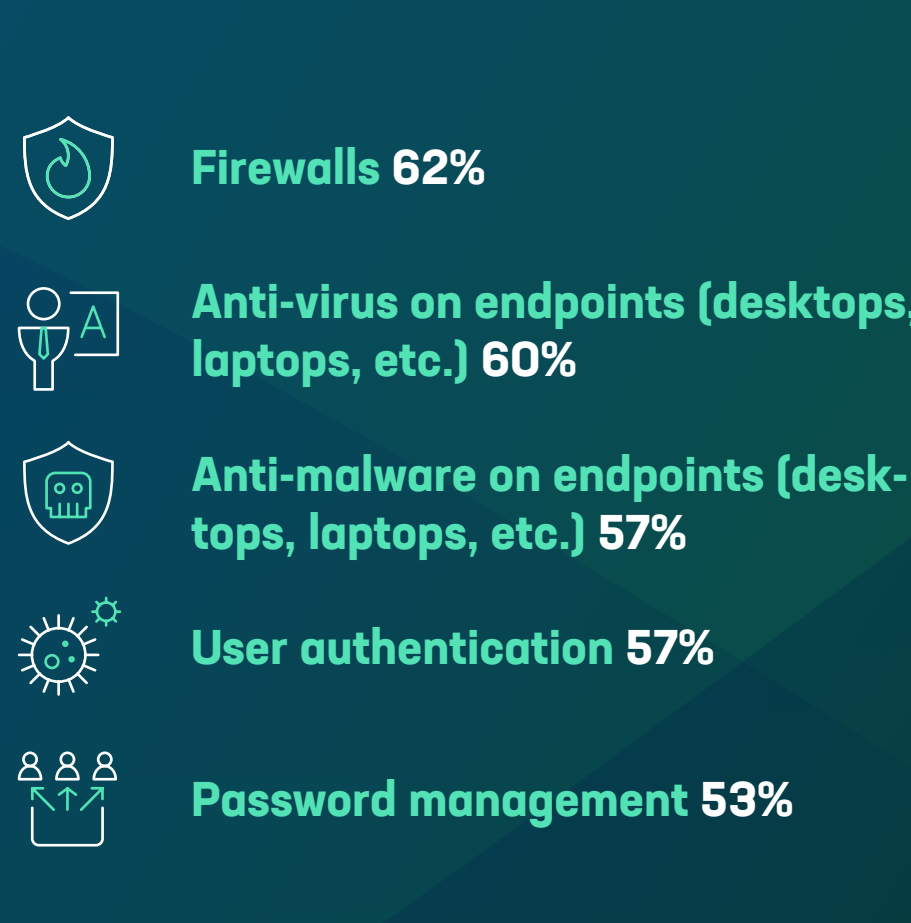 Firewalls 62%
A
Anti-virus on endpoints (desktops,
laptops, etc.) 60%
Anti-malware on endpoints (desk-
tops, laptops, etc.) 57%
User authentication 57%
Password management 53%